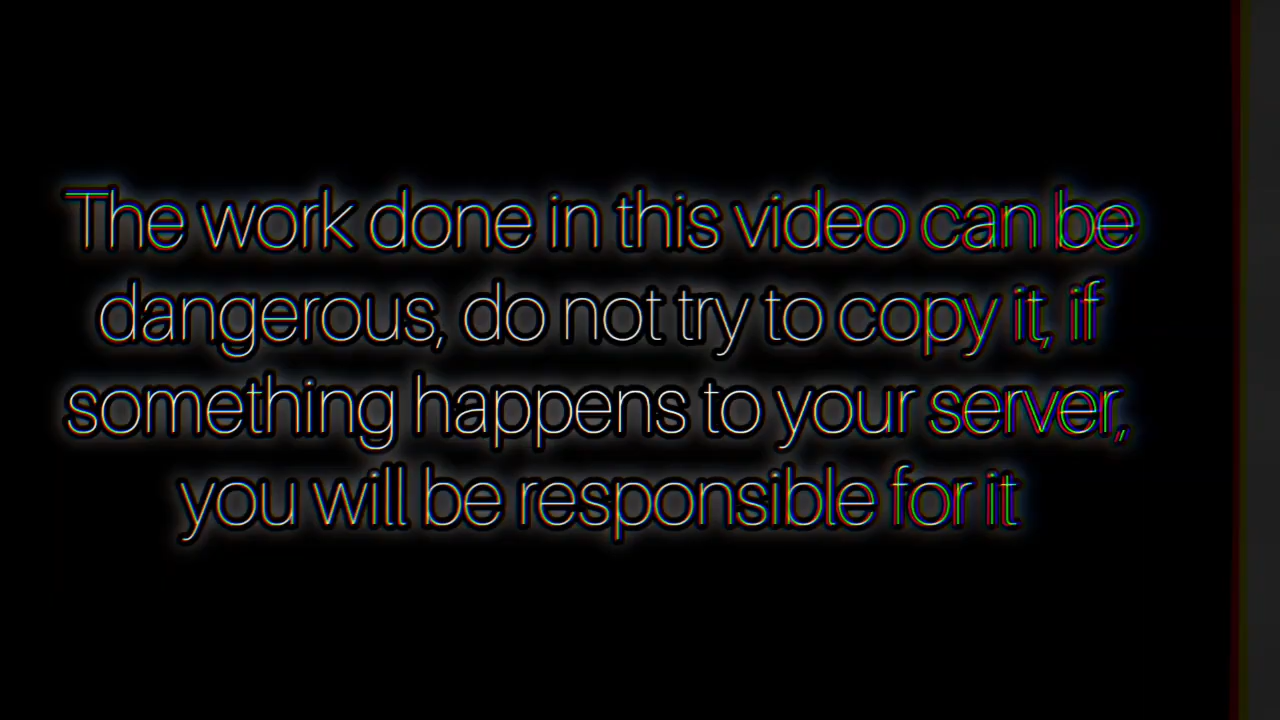 The work done in this video can be
dangerous, do not try to copy it, if
something happens to your server,
you will be responsible for it